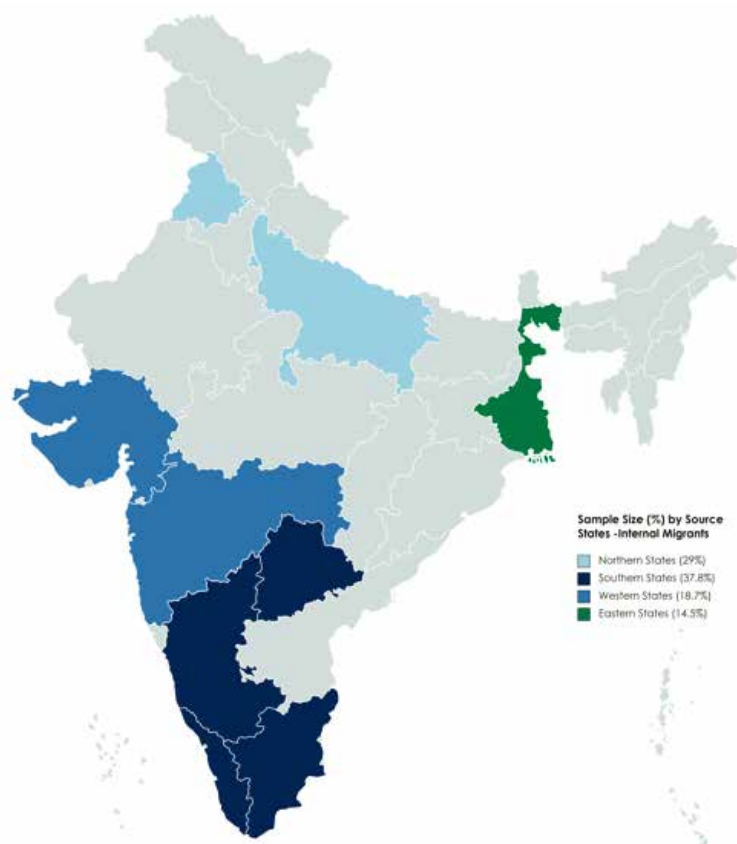 Sample Size (%) by Source
States -Internal Migrants
Northern States (29%)
Southern States (37.8%)
Western States (18.7%)
Eastern States (14.5%)